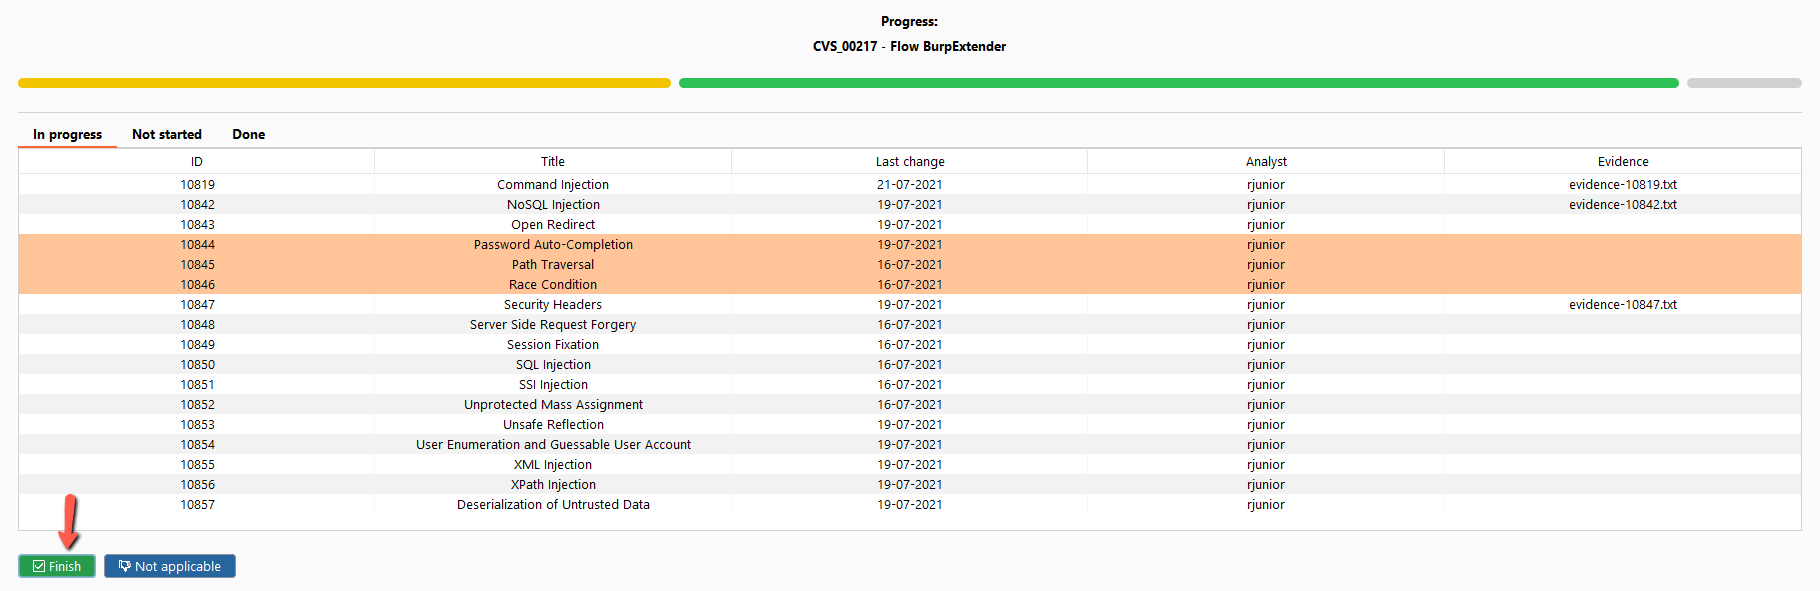 Progress:
CVS_00217 - Flow BurpExtender
In progress Not started Done
ID Title Last change Analyst Evidence
10819 Command Injection 21-07-2021 rjunior evidence-10819.txt
10842 NoSQL Injection 19-07-2021 rjunior evidence-10842.txt
10843 Open Redirect 19-07-2021 rjunior
10844 Password Auto-Completion 19-07-2021 rjunior
10845 Path Traversal 16-07-2021 rjunior
10846 Race Condition 16-07-2021 rjunior
10847 Security Headers 19-07-2021 rjunior evidence-10847.txt
10848 Server Side Request Forgery 16-07-2021 rjunior
10849 Session Fixation 16-07-2021 rjunior
10850 SQL Injection 16-07-2021 rjunior
10851 SSI Injection 16-07-2021 rjunior
10852 Unprotected Mass Assignment 16-07-2021 rjunior
10853 Unsafe Reflection 19-07-2021 rjunior
10854 User Enumeration and Guessable User Account 19-07-2021 rjunior
10855 XML Injection 19-07-2021 rjunior
10856 XPath Injection 19-07-2021 rjunior
10857 Deserialization of Untrusted Data 19-07-2021 rjunior
Finish Not applicable